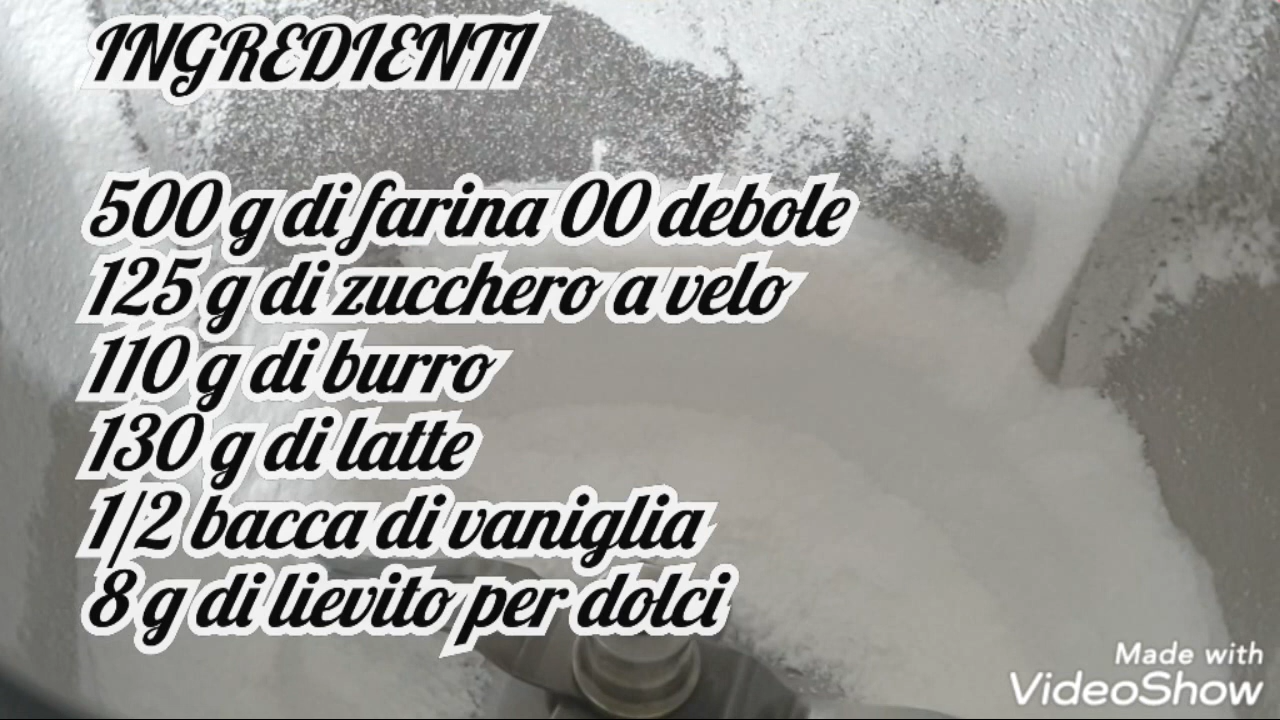 INGREDIENTI
500 g di farina 00 debole
125 g di zucchero a velo
110 g di burro
130 g di latte
1/2 bacca di vaniglia
8 g di lievito per dolci
Made with
VideoShow